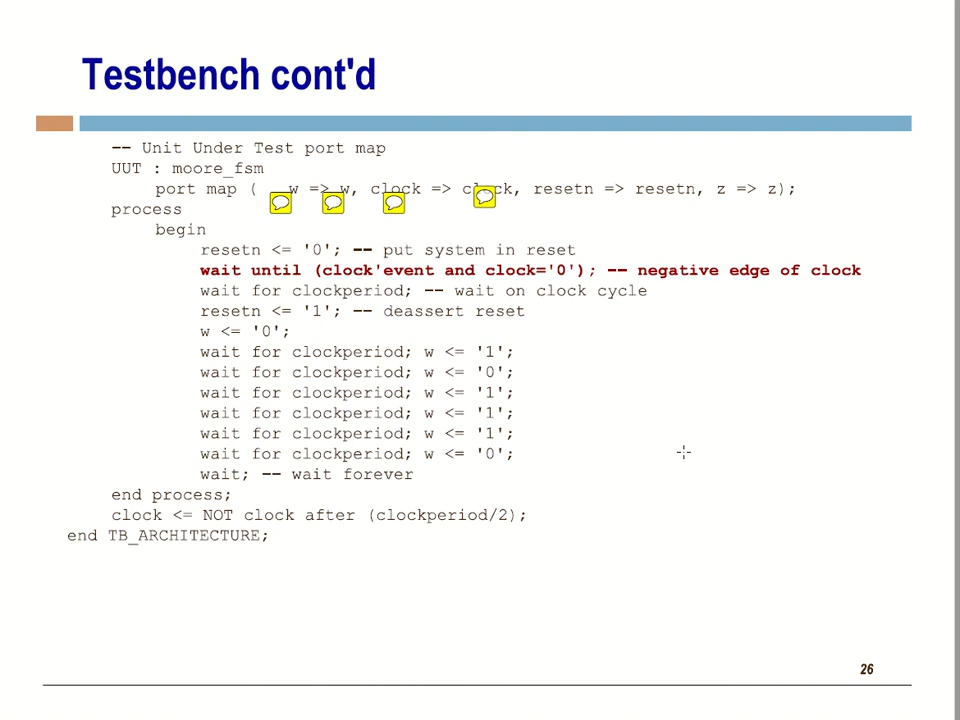 Testbench cont'd
-- Unit Under Test port map
UUT : moore_fsm
port map ( w => w, clock => clock, resetn => resetn, z => z);
process
begin
resetn <= '0'; -- put system in reset
wait until (clock'event and clock='0'); -- negative edge of clock
wait for clockperiod; -- wait on clock cycle
resetn <= '1'; -- deassert reset
w <= '0';
wait for clockperiod; w <= '1';
wait for clockperiod; w <= '0';
wait for clockperiod; w <= '1';
wait for clockperiod; w <= '1';
wait for clockperiod; w <= '1';
wait for clockperiod; w <= '0';
wait; -- wait forever
end process;
clock <= NOT clock after (clockperiod/2);
end TB_ARCHITECTURE;
26